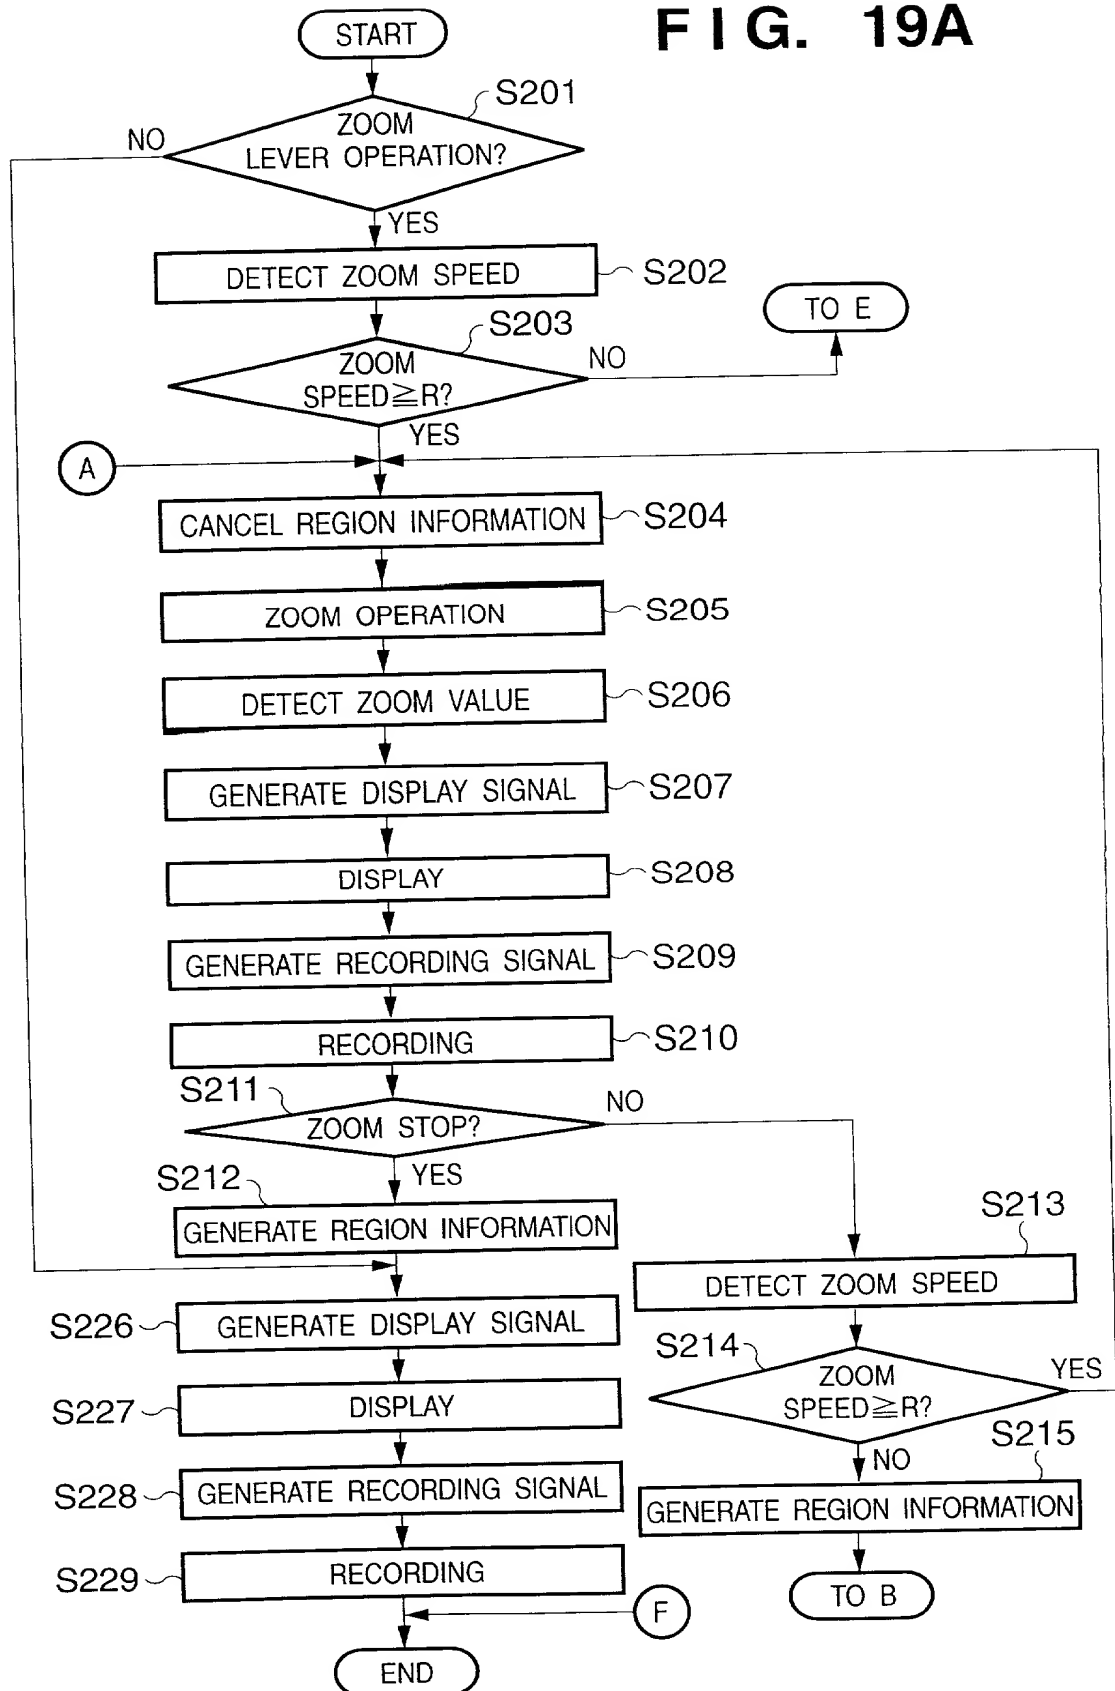 FIG. 19A
START
S201
ZOOM
LEVER OPERATION?
NO
YES
DETECT ZOOM SPEED
S202
TO E
S203
ZOOM
SPEED≧R?
NO
YES
A
CANCEL REGION INFORMATION
S204
ZOOM OPERATION
S205
DETECT ZOOM VALUE
S206
GENERATE DISPLAY SIGNAL
S207
DISPLAY
S208
GENERATE RECORDING SIGNAL
S209
RECORDING
S210
S211
ZOOM STOP?
NO
YES
S212
GENERATE REGION INFORMATION
S213
DETECT ZOOM SPEED
S226
GENERATE DISPLAY SIGNAL
S214
ZOOM
SPEED≧R?
YES
NO
S227
DISPLAY
S215
GENERATE REGION INFORMATION
S228
GENERATE RECORDING SIGNAL
S229
RECORDING
TO B
F
END